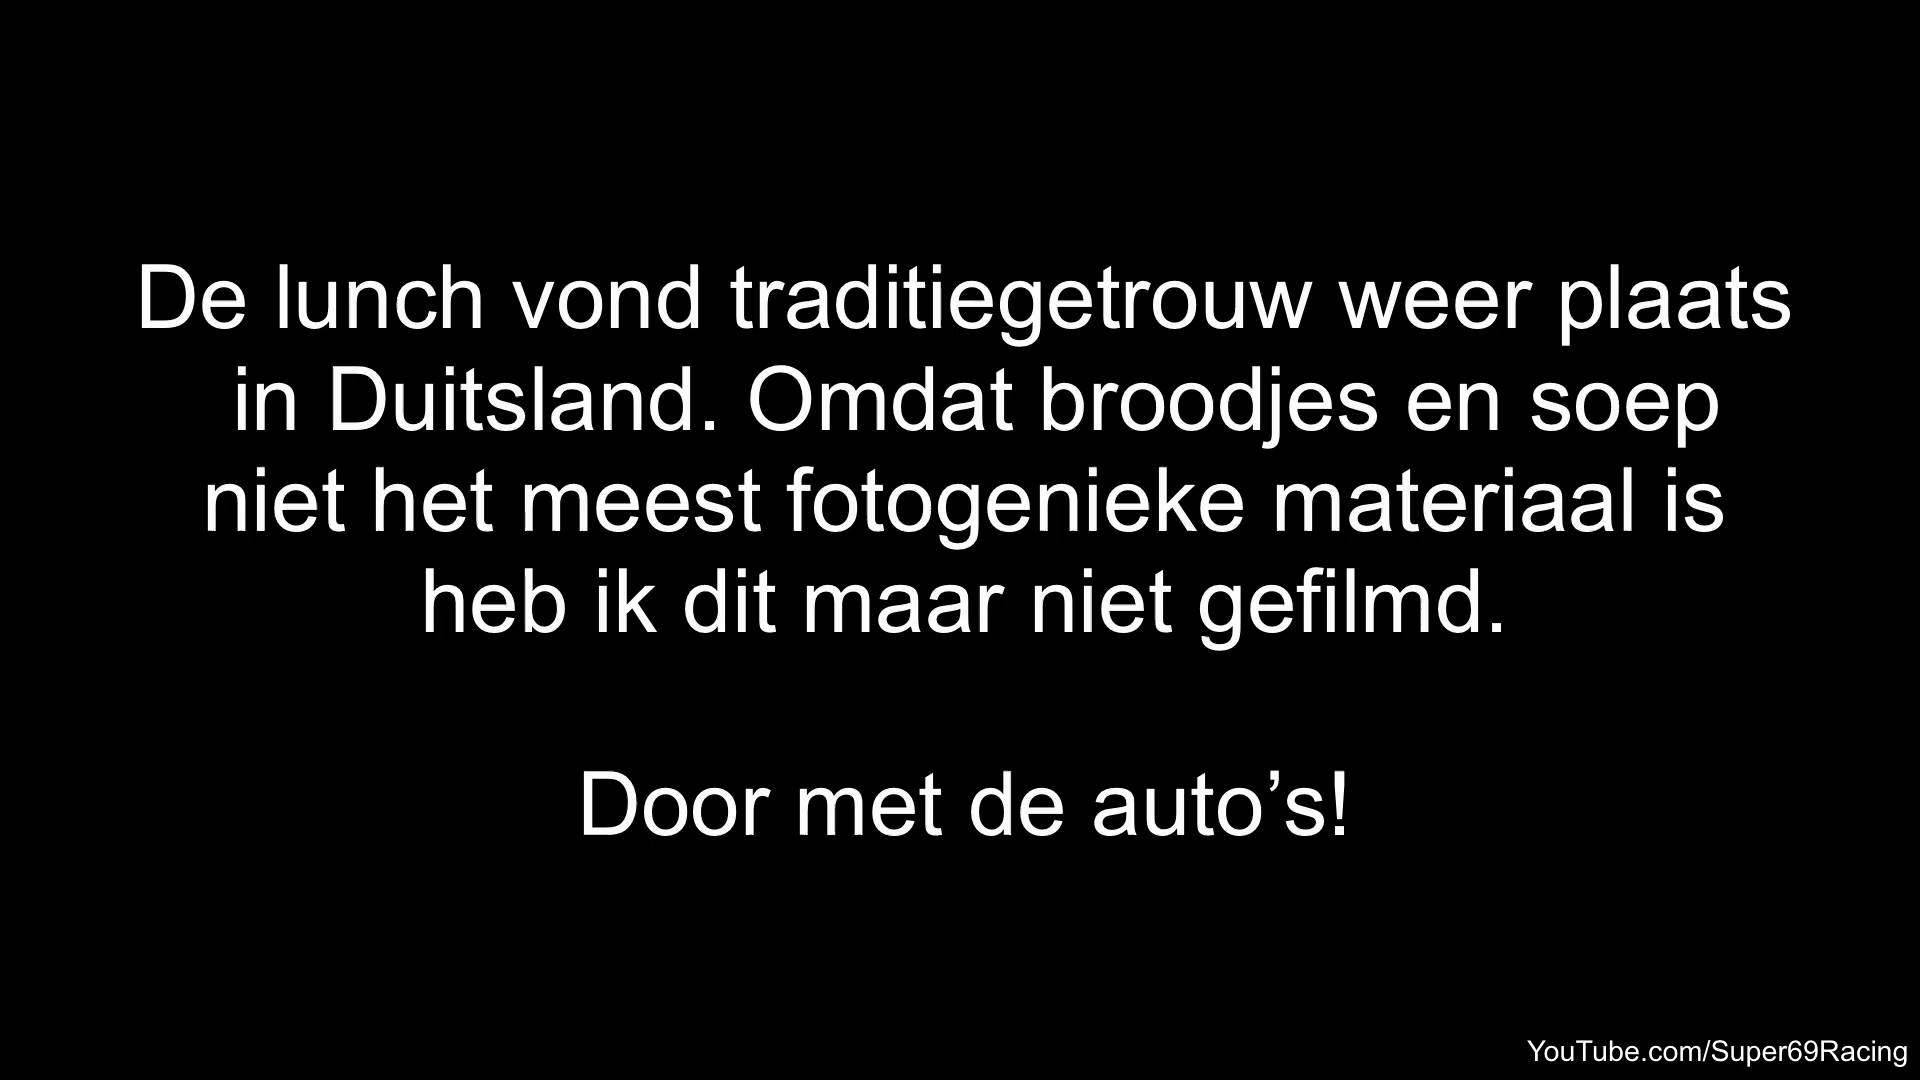 De lunch vond traditiegetrouw weer plaats
in Duitsland. Omdat broodjes en soep
niet het meest fotogenieke materiaal is
heb ik dit maar niet gefilmd.
Door met de auto’s!
YouTube.com/Super69Racing